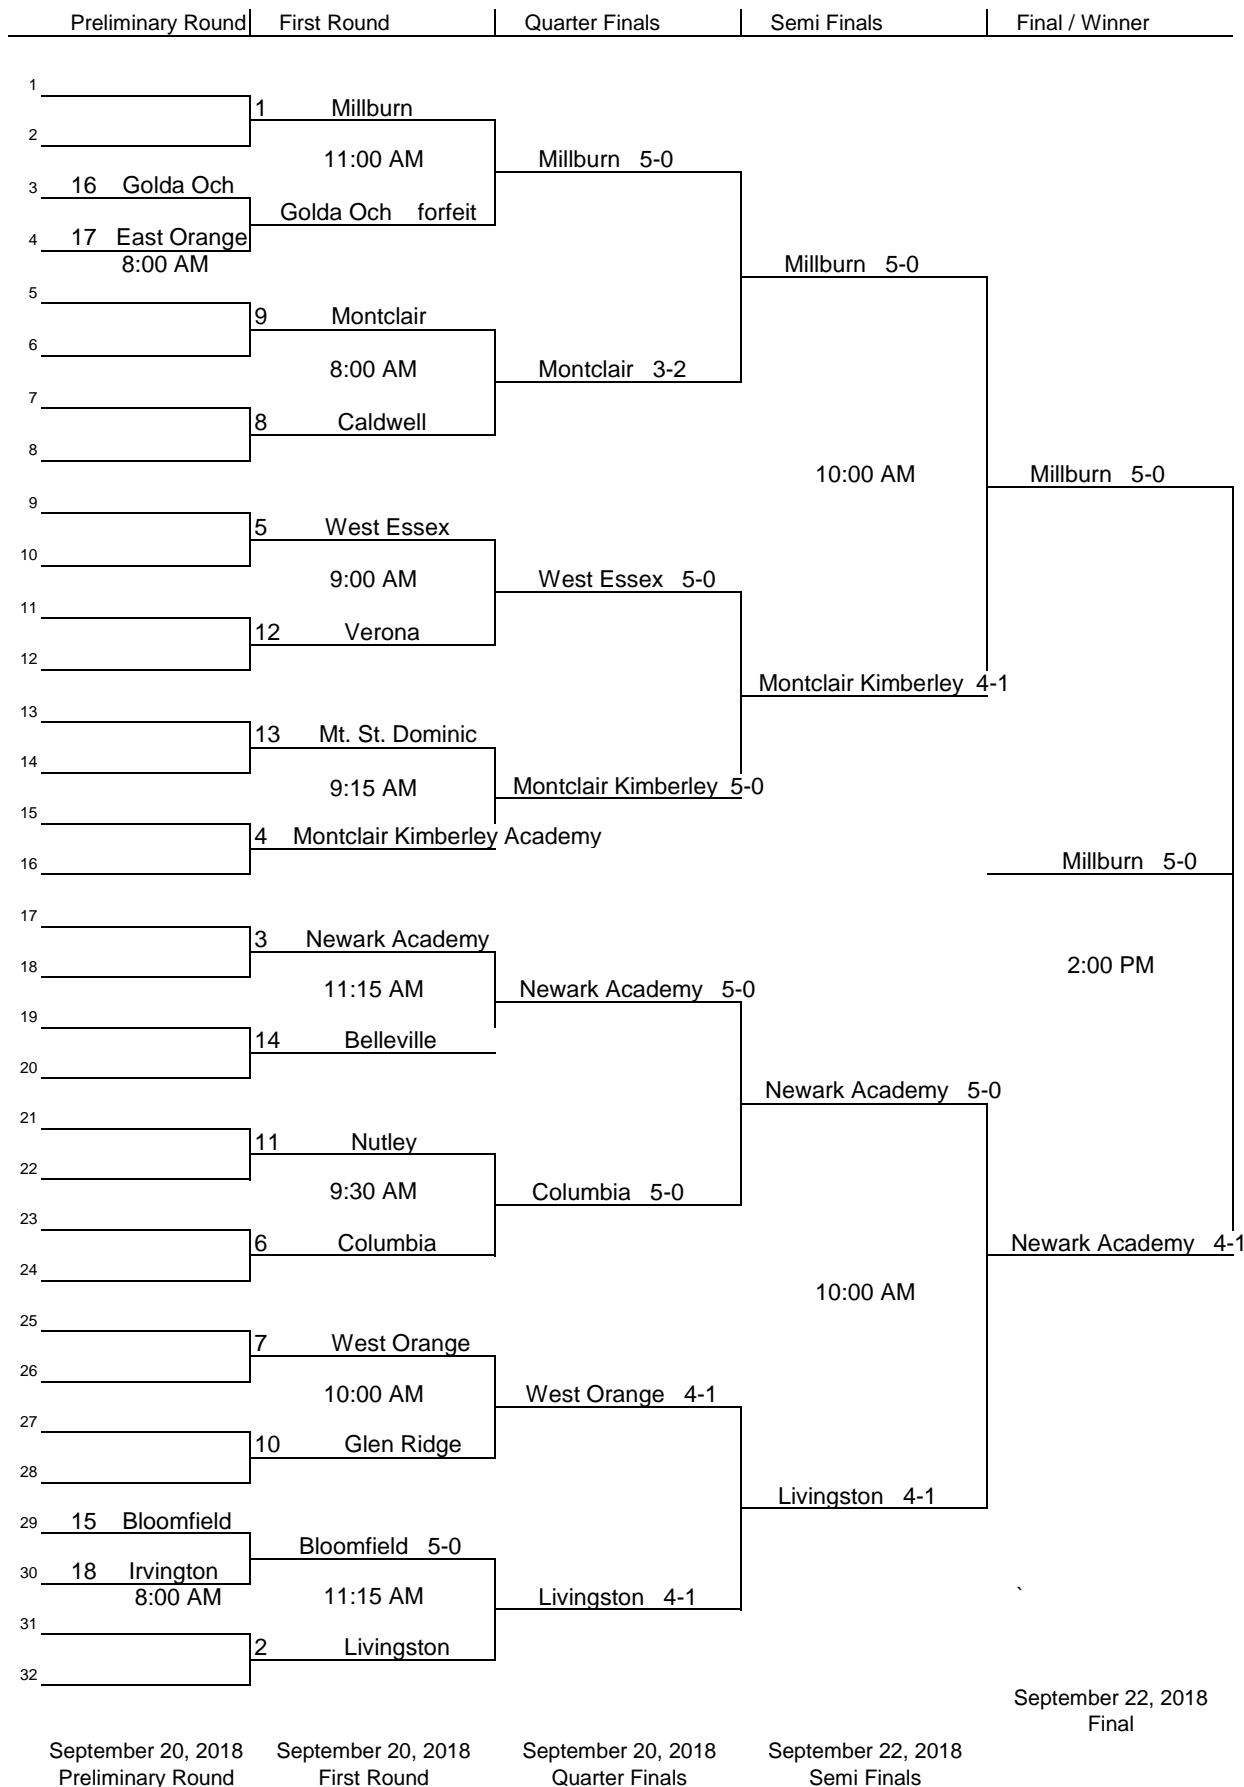 Preliminary Round First Round Quarter Finals Semi Finals Final / Winner
1
1 Millburn
2
11:00 AM Millburn 5-0
3 16 Golda Och
Golda Och forfeit
4 17 East Orange
8:00 AM Millburn 5-0
5
9 Montclair
6
8:00 AM Montclair 3-2
7
8 Caldwell
8
10:00 AM Millburn 5-0
9
5 West Essex
10
9:00 AM West Essex 5-0
11
12 Verona
12
Montclair Kimberley 4-1
13
13 Mt. St. Dominic
14
9:15 AM Montclair Kimberley 5-0
15
4 Montclair Kimberley Academy
16
Millburn 5-0
17
3 Newark Academy
18
2:00 PM
11:15 AM Newark Academy 5-0
19
14 Belleville
20
Newark Academy 5-0
21
11 Nutley
22
9:30 AM Columbia 5-0
23
6 Columbia Newark Academy 4-1
24
10:00 AM
25
7 West Orange
26
10:00 AM West Orange 4-1
27
10 Glen Ridge
28
Livingston 4-1
29 15 Bloomfield
Bloomfield 5-0
30 18 Irvington
8:00 AM 11:15 AM Livingston 4-1 `
31
2 Livingston
32
September 22, 2018
Final
September 20, 2018 September 20, 2018 September 20, 2018 September 22, 2018
Preliminary Round First Round Quarter Finals Semi Finals